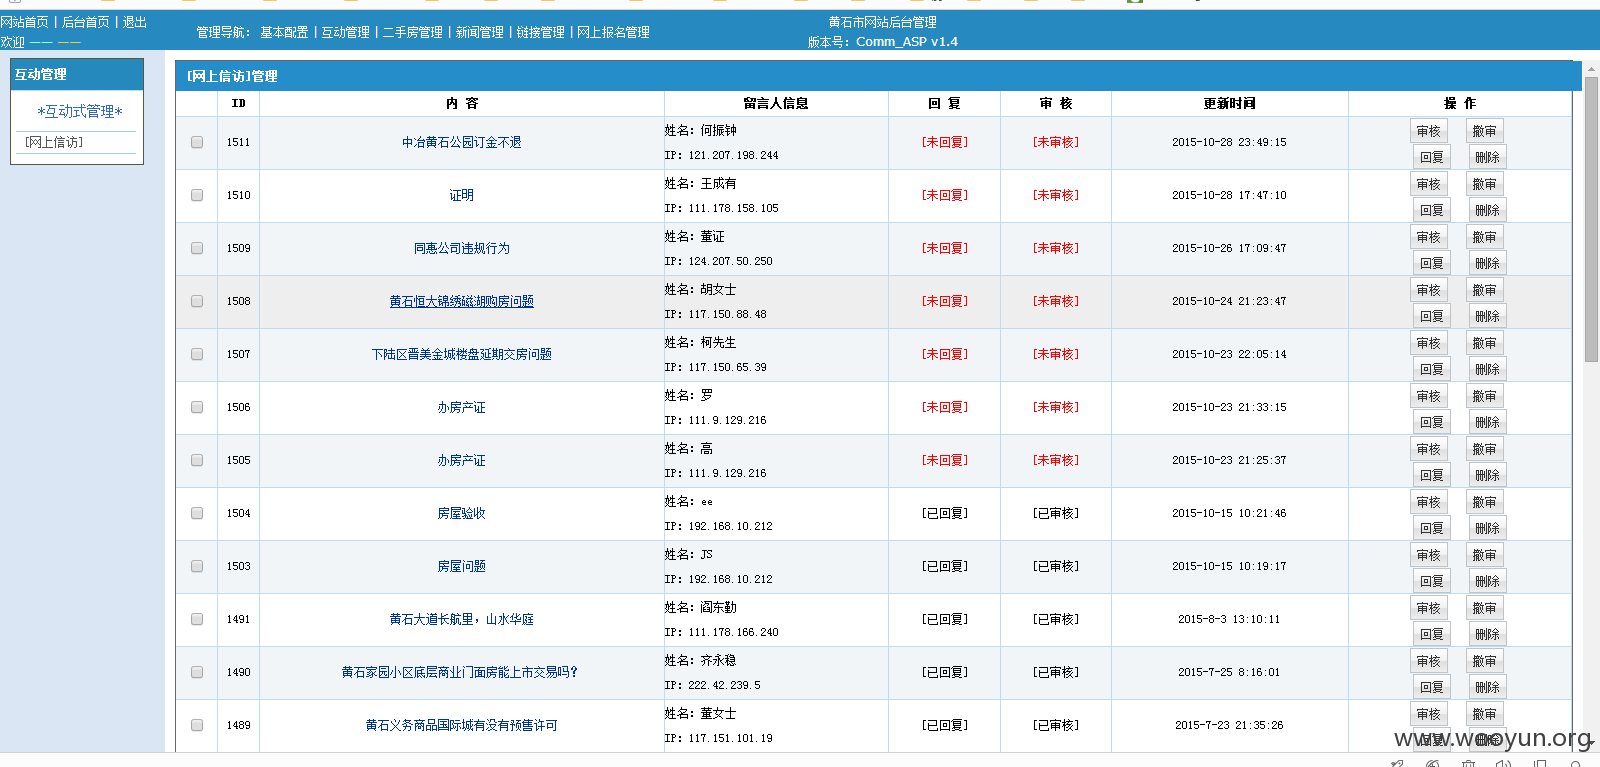 网站首页 | 后台首页 | 退出
欢迎
管理导航： 基本配置 | 互动管理 | 二手房管理 | 新闻管理 | 链接管理 | 网上报名管理
黄石市网站后台管理
版本号：Comm_ASP v1.4
互动管理
*互动式管理*
[网上信访]
[网上信访]管理
ID 内 容 留言人信息 回 复 审 核 更新时间 操 作
1511 中冶黄石公园订金不退 姓名：何振钟 [未回复] [未审核] 2015-10-28 23:49:15 审核 撤审
IP：121.207.198.244 回复 删除
1510 证明 姓名：王成有 [未回复] [未审核] 2015-10-28 17:47:10 审核 撤审
IP：111.178.158.105 回复 删除
1509 同惠公司违规行为 姓名：董证 [未回复] [未审核] 2015-10-26 17:09:47 审核 撤审
IP：124.207.50.250 回复 删除
1508 黄石恒大锦绣磁湖购房问题 姓名：胡女士 [未回复] [未审核] 2015-10-24 21:23:47 审核 撤审
IP：117.150.88.48 回复 删除
1507 下陆区晋美金城楼盘延期交房问题 姓名：柯先生 [未回复] [未审核] 2015-10-23 22:05:14 审核 撤审
IP：117.150.65.39 回复 删除
1506 办房产证 姓名：罗 [未回复] [未审核] 2015-10-23 21:33:15 审核 撤审
IP：111.9.129.216 回复 删除
1505 办房产证 姓名：高 [未回复] [未审核] 2015-10-23 21:25:37 审核 撤审
IP：111.9.129.216 回复 删除
1504 房屋验收 姓名：ee [已回复] [已审核] 2015-10-15 10:21:46 审核 撤审
IP：192.168.10.212 回复 删除
1503 房屋问题 姓名：JS [已回复] [已审核] 2015-10-15 10:19:17 审核 撤审
IP：192.168.10.212 回复 删除
1491 黄石大道长航里，山水华庭 姓名：阎东勤 [已回复] [已审核] 2015-8-3 13:10:11 审核 撤审
IP：111.178.166.240 回复 删除
1490 黄石家园小区底层商业门面房能上市交易吗？ 姓名：齐永稳 [已回复] [已审核] 2015-7-25 8:16:01 审核 撤审
IP：222.42.239.5 回复 删除
1489 黄石义务商品国际城有没有预售许可 姓名：董女士 [已回复] [已审核] 2015-7-23 21:35:26 审核 撤审
IP：117.151.101.19 回复 删除
www.wooyun.org